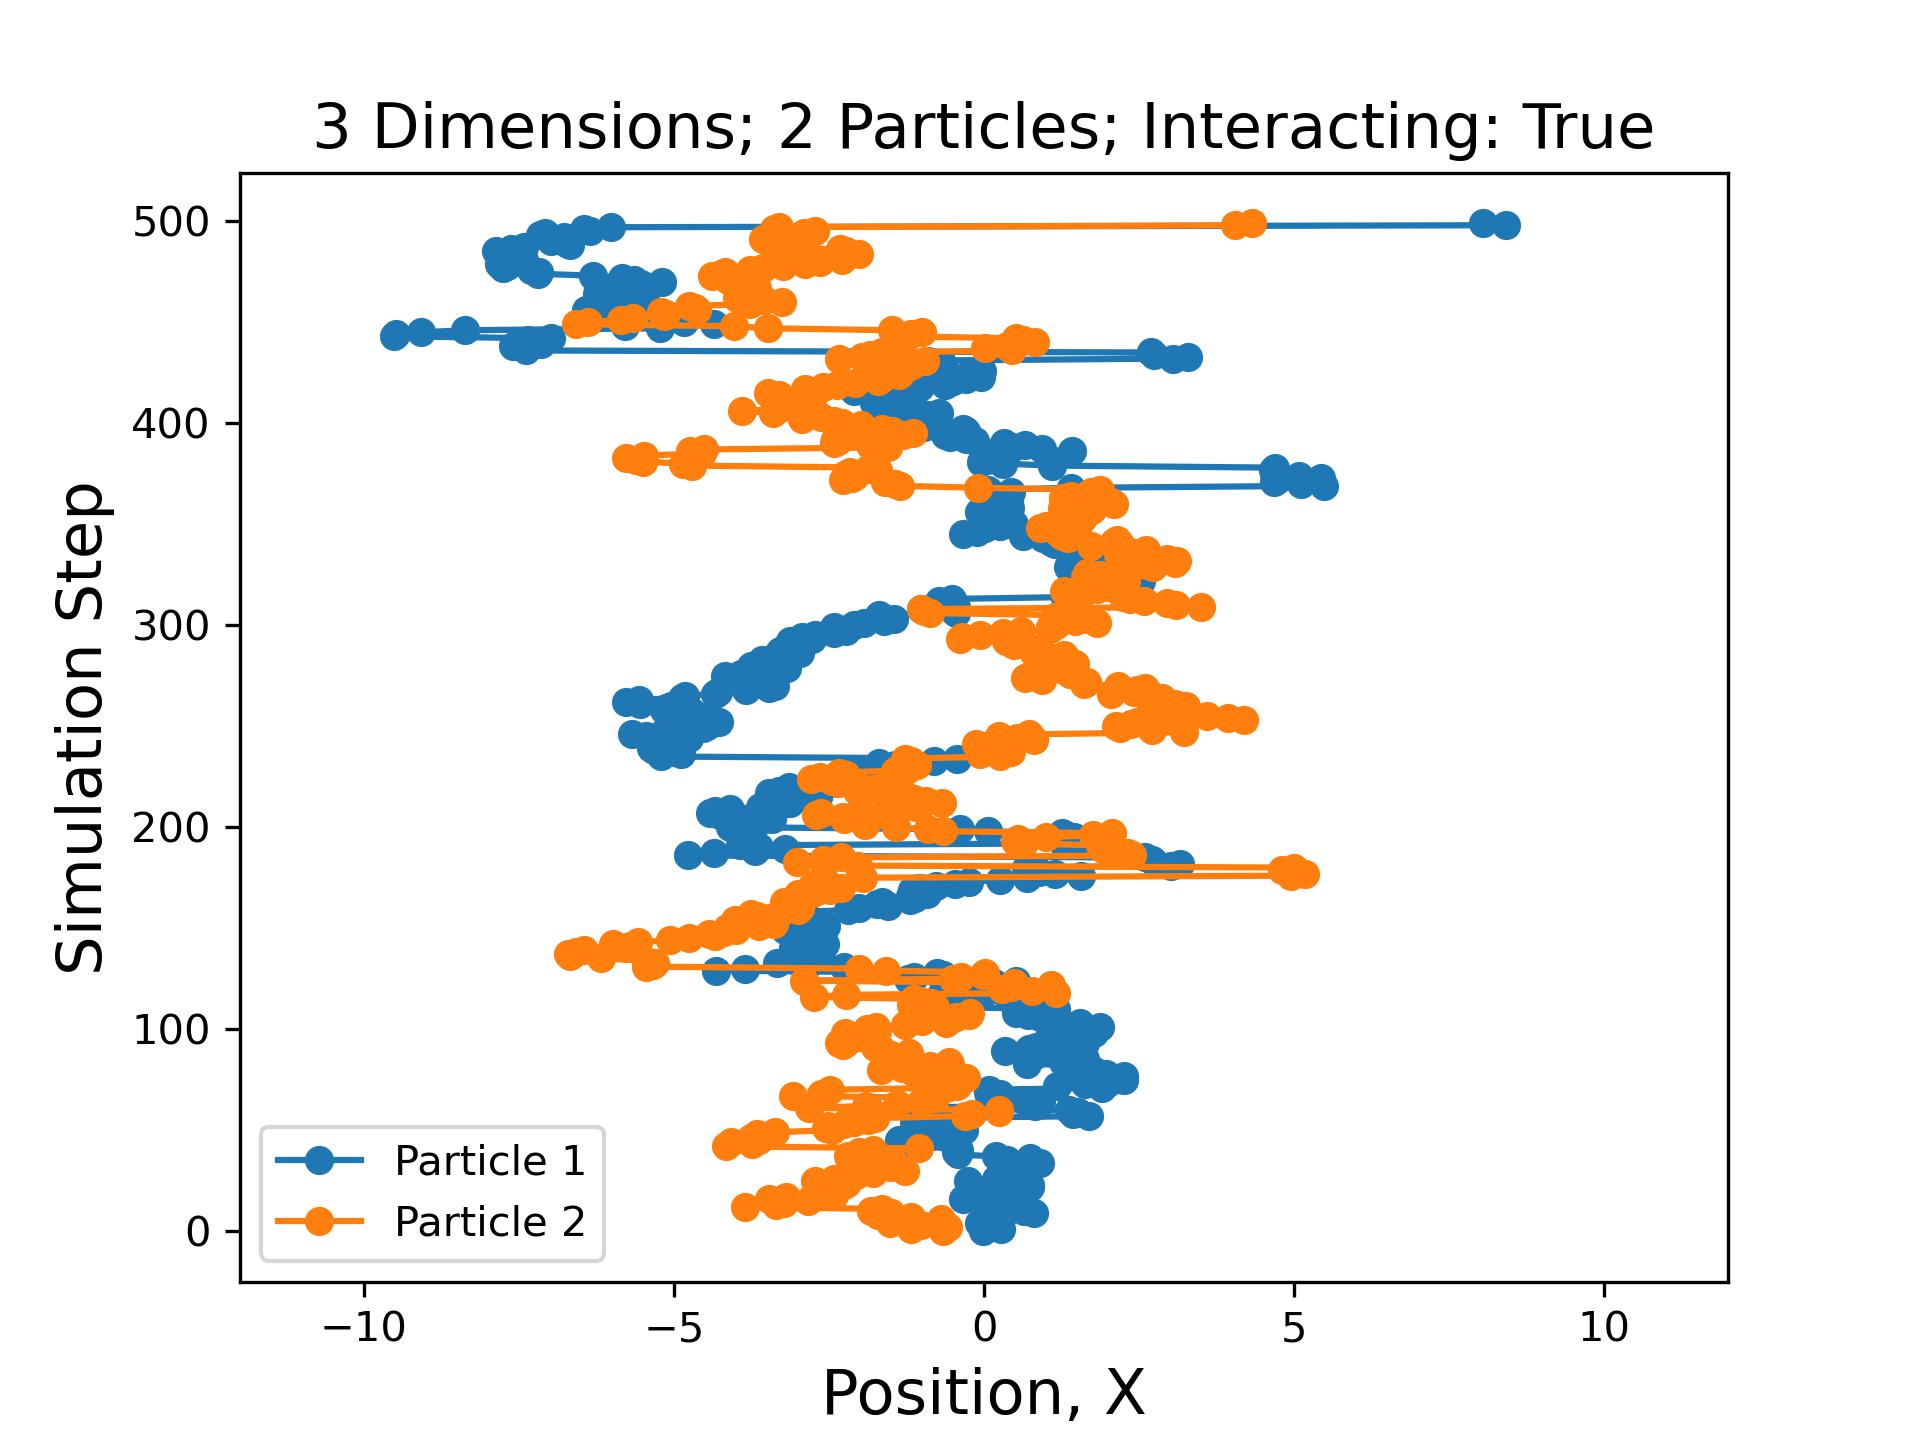 3 Dimensions; 2 Particles; Interacting: True
Simulation Step
500
400
300
200
100
0
Particle 1
Particle 2
−10
−5
0
5
10
Position, X